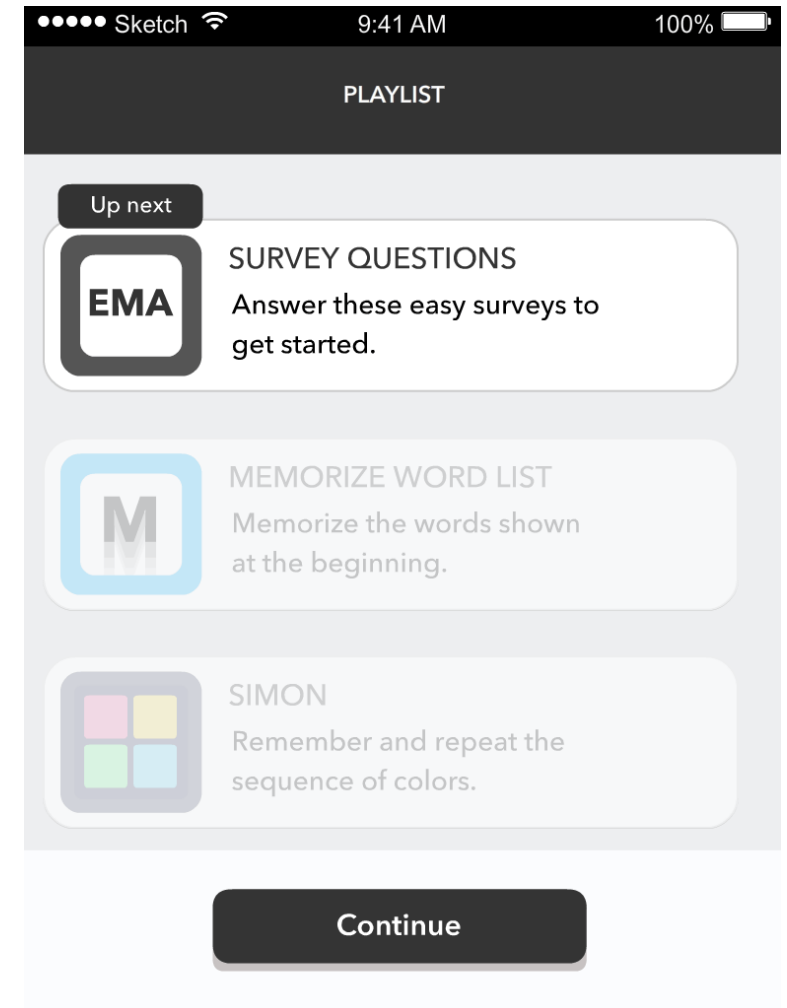 Sketch 9:41 AM 100%
PLAYLIST
Up next
EMA
SURVEY QUESTIONS
Answer these easy surveys to
get started.
M
MEMORIZE WORD LIST
Memorize the words shown
at the beginning.
SIMON
Remember and repeat the
sequence of colors.
Continue